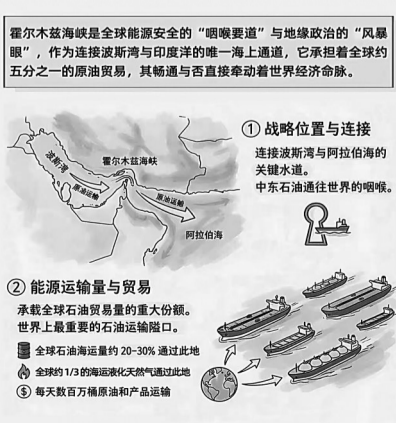 霍尔木兹海峡是全球能源安全的“咽喉要道”与地缘政治的“风暴
眼”，作为连接波斯湾与印度洋的唯一海上通道，它承担着全球约
五分之一的原油贸易，其畅通与否直接牵动着世界经济命脉。
① 战略位置与连接
连接波斯湾与阿拉伯海的
关键水道。
中东石油通往世界的咽喉。
波斯湾
霍尔木兹海峡
原油运输
原油运输
阿拉伯海
② 能源运输量与贸易
承载全球石油贸易量的重大份额。
世界上最重要的石油运输隘口。
全球石油海运量约 20-30% 通过此地
全球约 1/3 的海运液化天然气通过此地
$ 每天数百万桶原油和产品运输